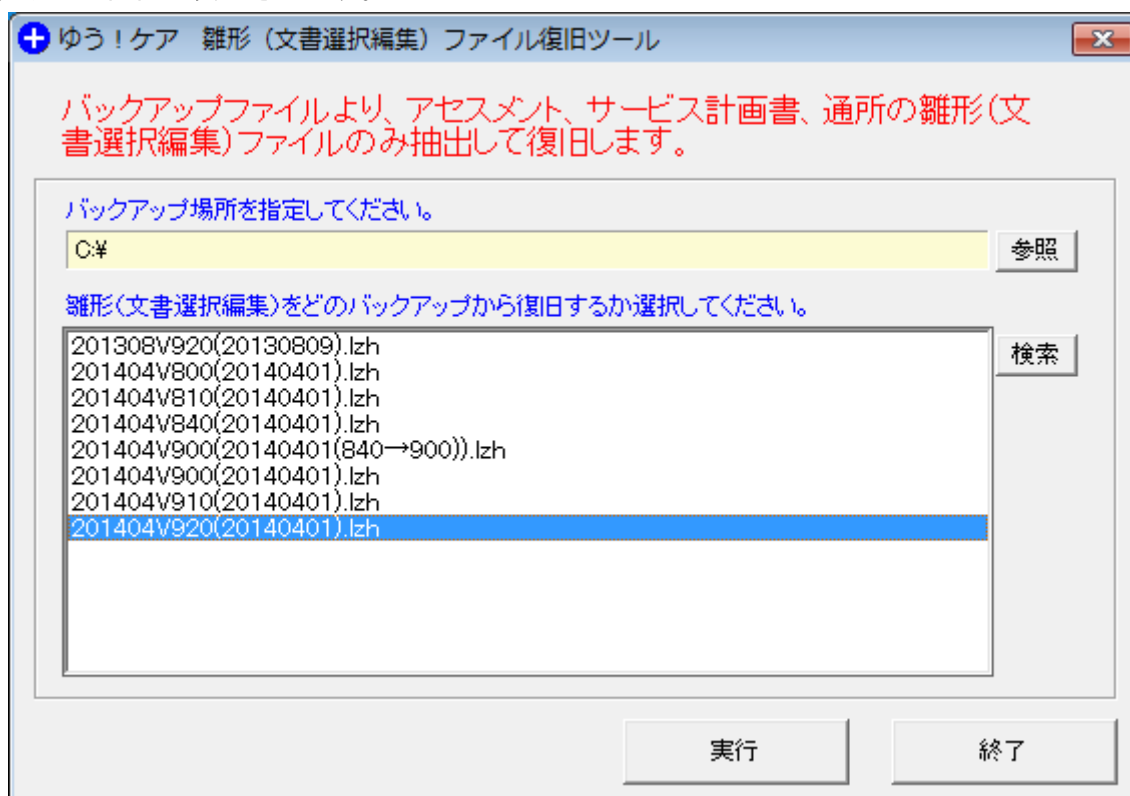 ゆう!ケア 雛形(文書選択編集)ファイル復旧ツール
バックアップファイルより、アセスメント、サービス計画書、通所の雛形(文
書選択編集)ファイルのみ抽出して復旧します。
バックアップ場所を指定してください。
C:¥
参照
雛形(文書選択編集)をどのバックアップから復旧するか選択してください。
201308V920(20130809).lzh
検索
201404V800(20140401).lzh
201404V810(20140401).lzh
201404V840(20140401).lzh
201404V900(20140401(840→900)).lzh
201404V900(20140401).lzh
201404V910(20140401).lzh
201404V920(20140401).lzh
実行
終了